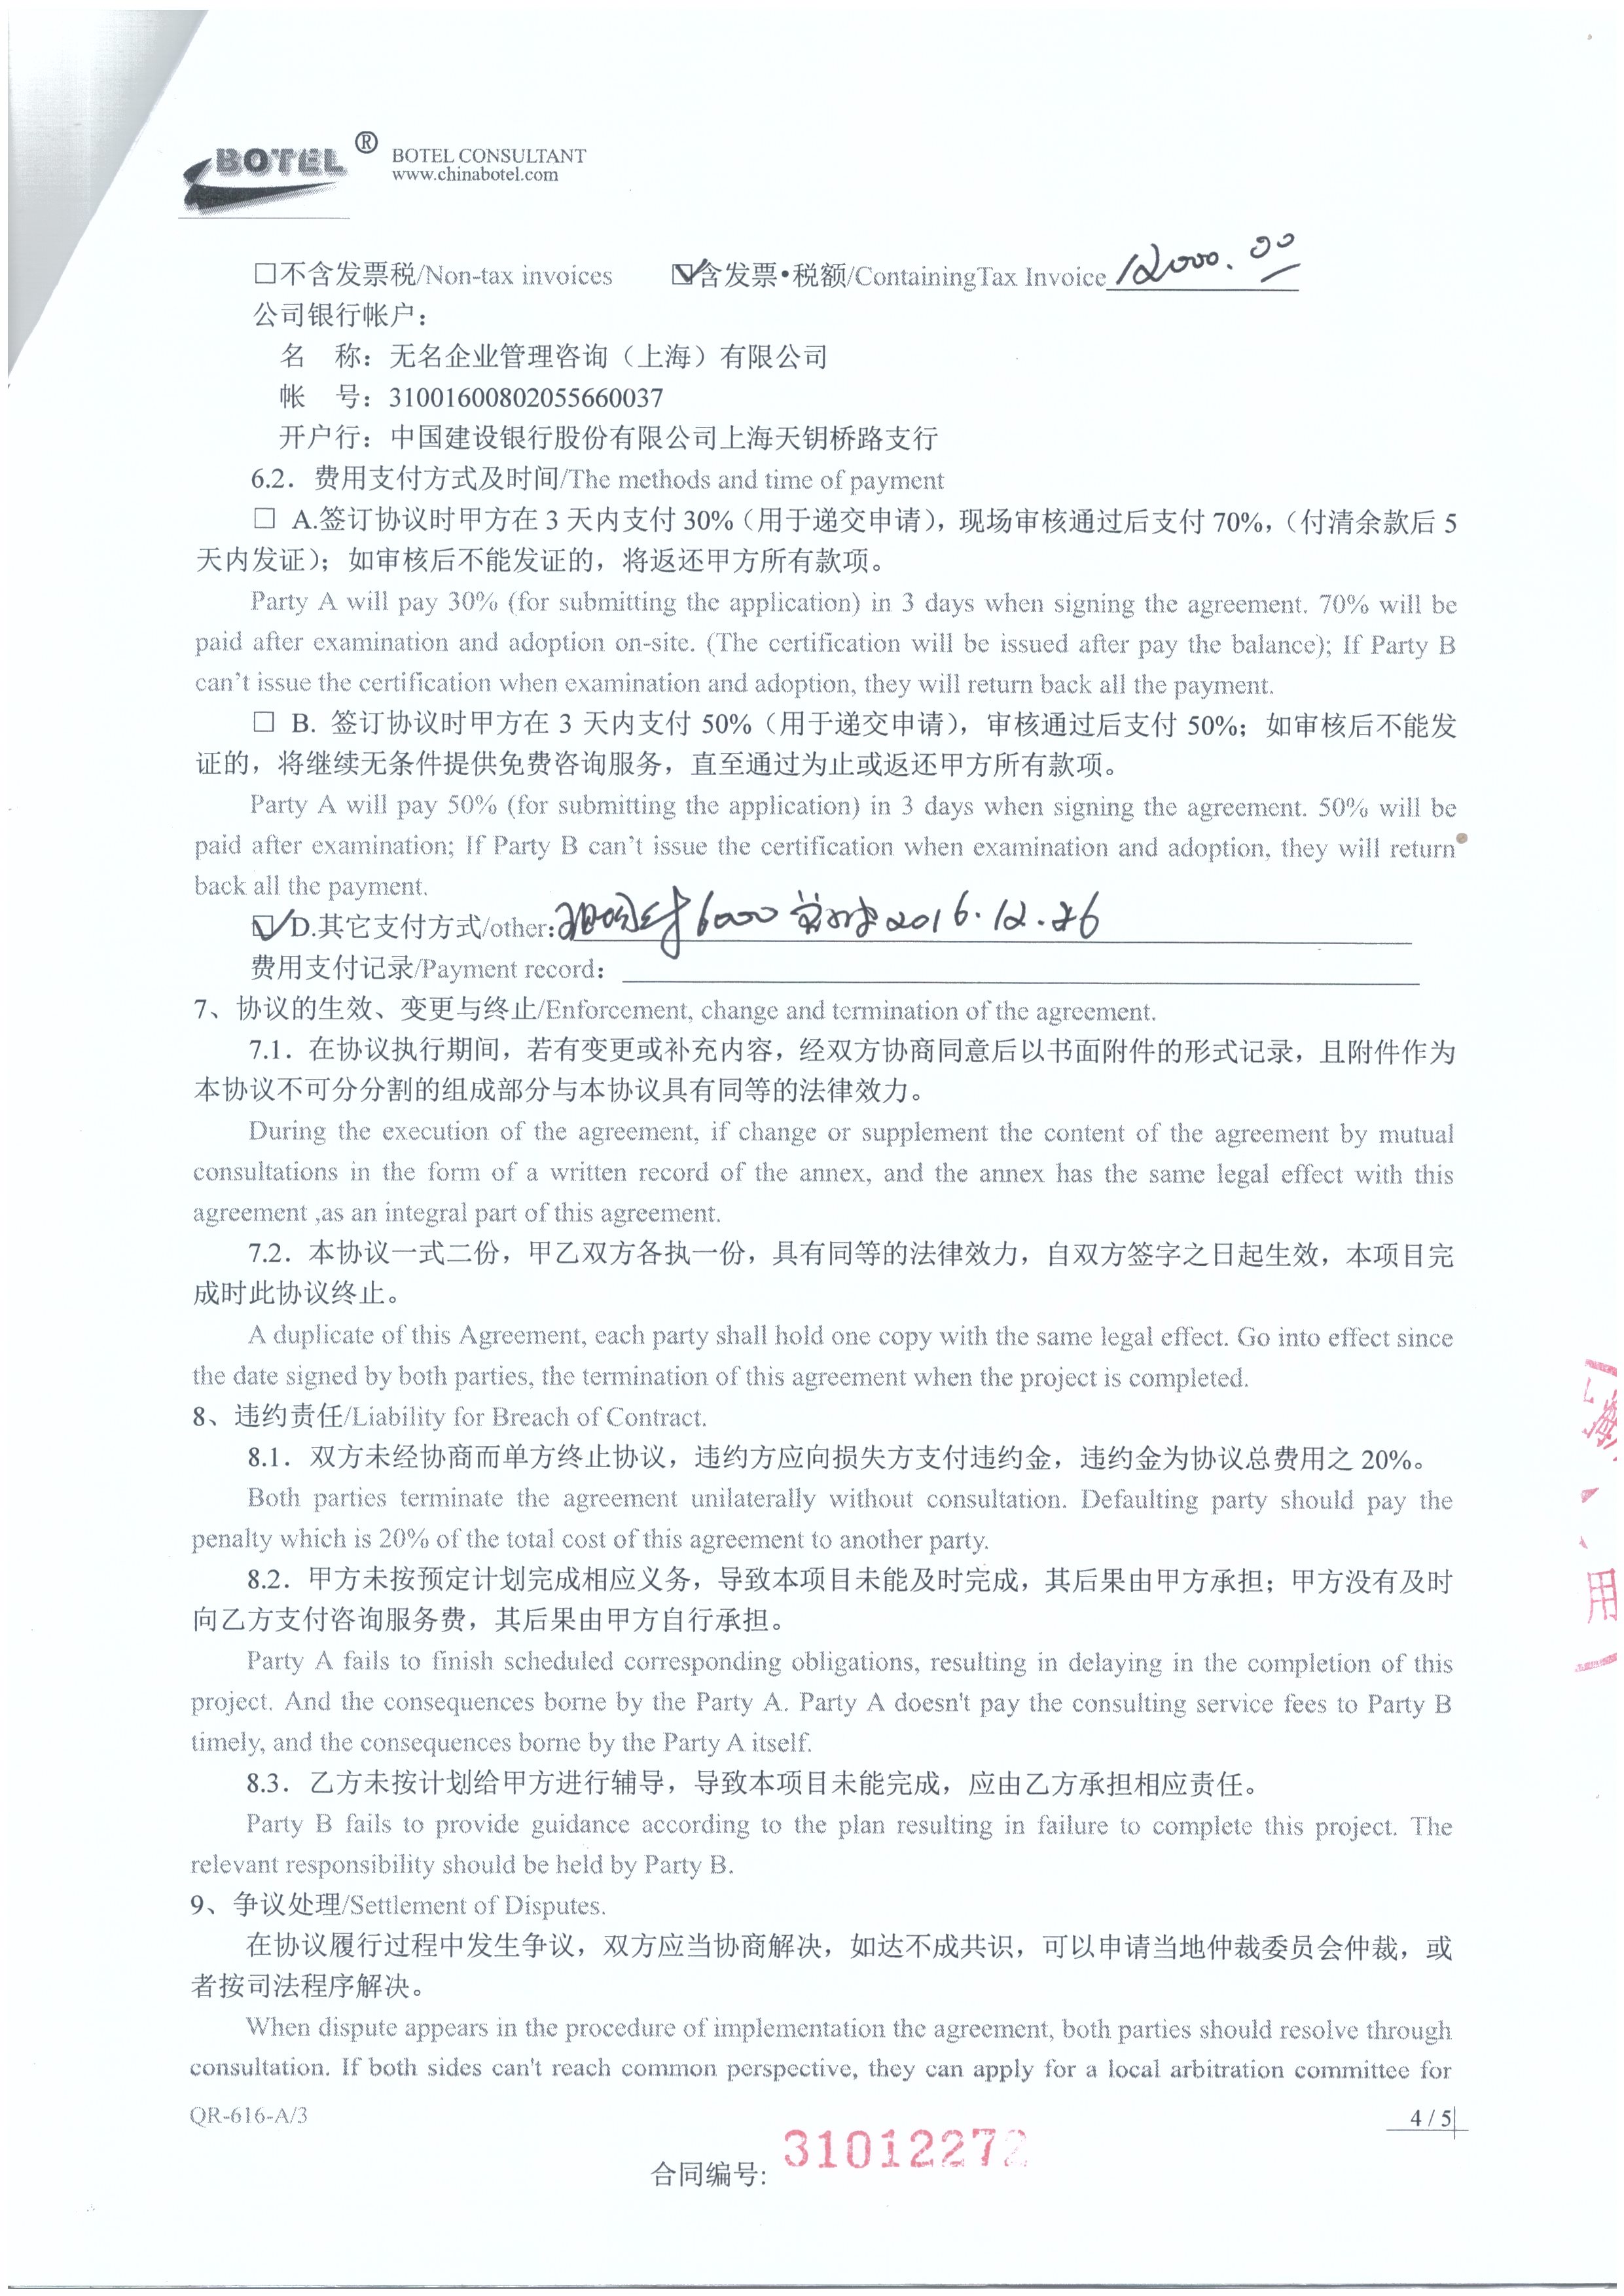 BOTEL ®
BOTEL CONSULTANT
www.chinabotel.com
□不含发票税/Non-tax invoices ☑含发票•税额/ContainingTax Invoice 12000.00
公司银行帐户：
名 称：无名企业管理咨询（上海）有限公司
帐 号：31001600802055660037
开户行：中国建设银行股份有限公司上海天钥桥路支行
6.2．费用支付方式及时间/The methods and time of payment
□ A.签订协议时甲方在 3 天内支付 30%（用于递交申请），现场审核通过后支付 70%，（付清余款后 5
天内发证）；如审核后不能发证的，将返还甲方所有款项。
Party A will pay 30% (for submitting the application) in 3 days when signing the agreement. 70% will be
paid after examination and adoption on-site. (The certification will be issued after pay the balance); If Party B
can't issue the certification when examination and adoption, they will return back all the payment.
□ B. 签订协议时甲方在 3 天内支付 50%（用于递交申请），审核通过后支付 50%；如审核后不能发
证的，将继续无条件提供免费咨询服务，直至通过为止或返还甲方所有款项。
Party A will pay 50% (for submitting the application) in 3 days when signing the agreement. 50% will be
paid after examination; If Party B can't issue the certification when examination and adoption, they will return
back all the payment.
☑D.其它支付方式/other: 6000 2016.12.26
费用支付记录/Payment record：
7、协议的生效、变更与终止/Enforcement, change and termination of the agreement.
7.1．在协议执行期间，若有变更或补充内容，经双方协商同意后以书面附件的形式记录，且附件作为
本协议不可分分割的组成部分与本协议具有同等的法律效力。
During the execution of the agreement, if change or supplement the content of the agreement by mutual
consultations in the form of a written record of the annex, and the annex has the same legal effect with this
agreement ,as an integral part of this agreement.
7.2．本协议一式二份，甲乙双方各执一份，具有同等的法律效力，自双方签字之日起生效，本项目完
成时此协议终止。
A duplicate of this Agreement, each party shall hold one copy with the same legal effect. Go into effect since
the date signed by both parties, the termination of this agreement when the project is completed.
8、违约责任/Liability for Breach of Contract.
8.1．双方未经协商而单方终止协议，违约方应向损失方支付违约金，违约金为协议总费用之 20%。
Both parties terminate the agreement unilaterally without consultation. Defaulting party should pay the
penalty which is 20% of the total cost of this agreement to another party.
8.2．甲方未按预定计划完成相应义务，导致本项目未能及时完成，其后果由甲方承担；甲方没有及时
向乙方支付咨询服务费，其后果由甲方自行承担。
Party A fails to finish scheduled corresponding obligations, resulting in delaying in the completion of this
project. And the consequences borne by the Party A. Party A doesn't pay the consulting service fees to Party B
timely, and the consequences borne by the Party A itself.
8.3．乙方未按计划给甲方进行辅导，导致本项目未能完成，应由乙方承担相应责任。
Party B fails to provide guidance according to the plan resulting in failure to complete this project. The
relevant responsibility should be held by Party B.
9、争议处理/Settlement of Disputes.
在协议履行过程中发生争议，双方应当协商解决，如达不成共识，可以申请当地仲裁委员会仲裁，或
者按司法程序解决。
When dispute appears in the procedure of implementation the agreement, both parties should resolve through
consultation. If both sides can't reach common perspective, they can apply for a local arbitration committee for
QR-616-A/3
4 / 5
合同编号: 31012272
用